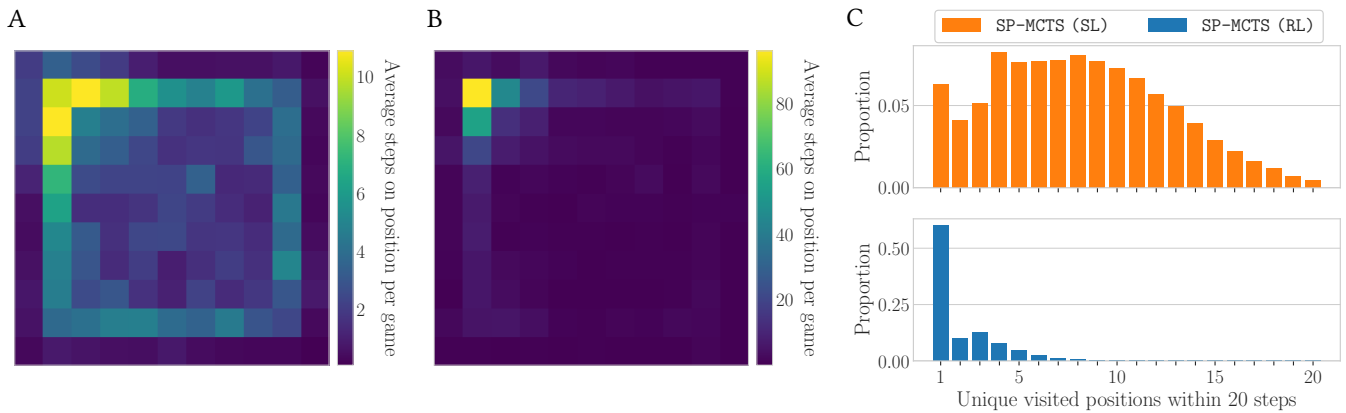 A
10
8
6
4
2
Average steps on position per game
B
80
60
40
20
Average steps on position per game
C
SP-MCTS (SL) SP-MCTS (RL)
Proportion
0.05
0.00
Proportion
0.50
0.25
0.00
1 5 10 15 20
Unique visited positions within 20 steps